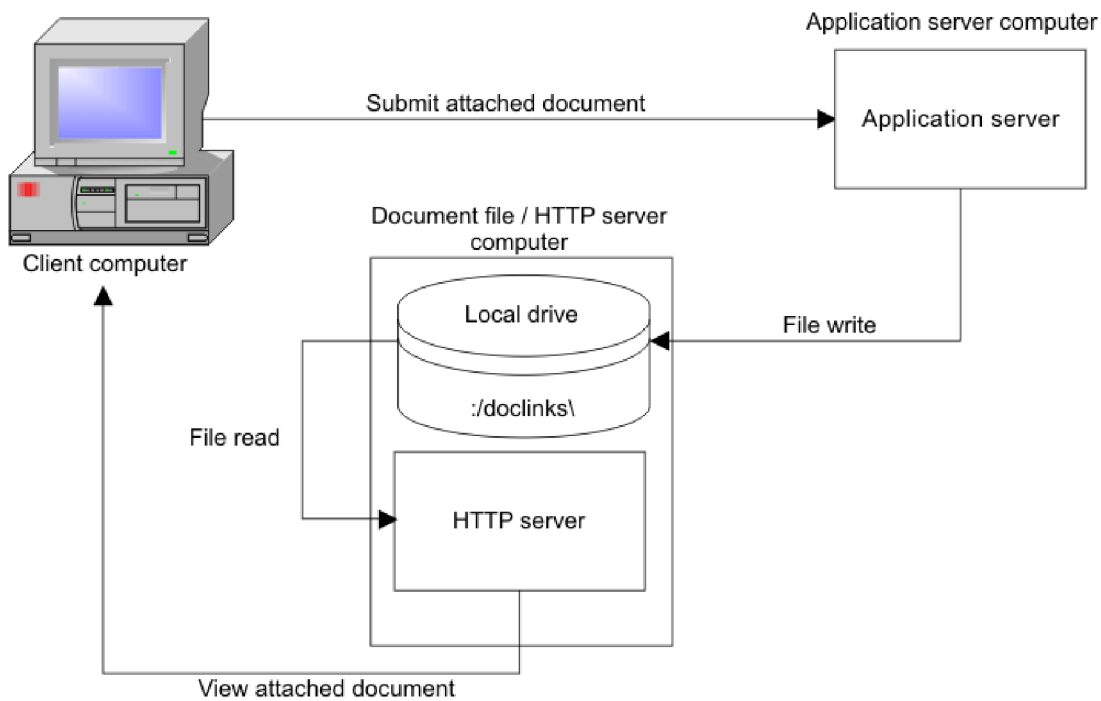 Application server computer
Submit attached document
Application server
Document file / HTTP server
computer
Client computer
Local drive
File write
:/doclinks\
File read
HTTP server
View attached document